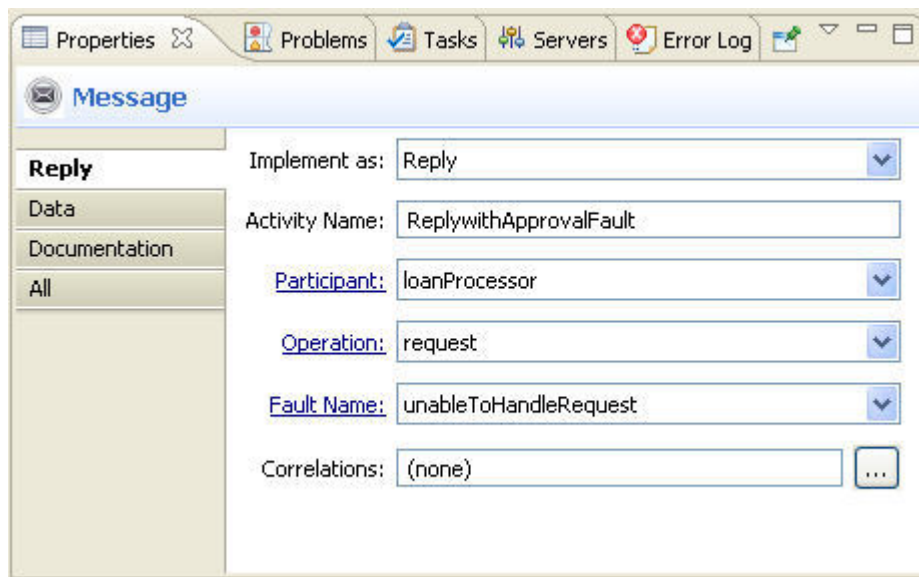 Properties Problems Tasks Servers Error Log
Message
Reply
Data
Documentation
All
Implement as: Reply
Activity Name: ReplywithApprovalFault
Participant: loanProcessor
Operation: request
Fault Name: unableToHandleRequest
Correlations: (none) ...